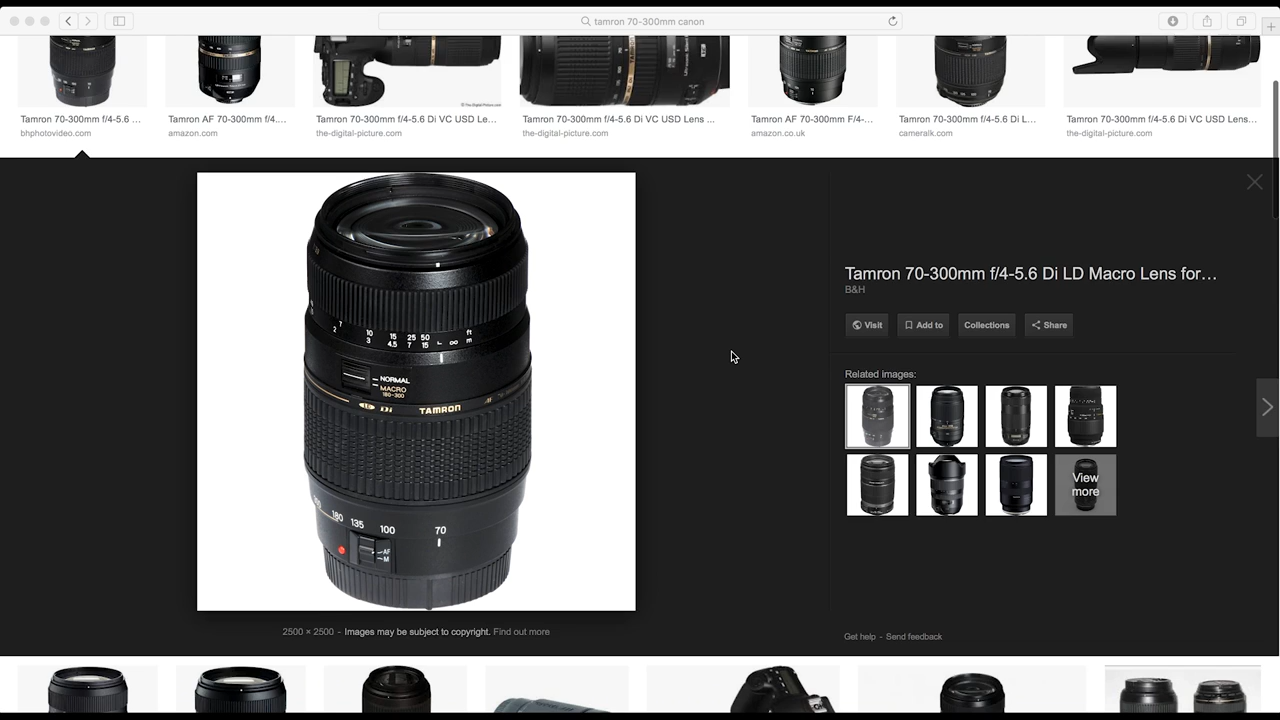 tamron 70-300mm canon
Tamron 70-300mm f/4-5.6 ...
bhphotovideo.com
Tamron AF 70-300mm f/4....
amazon.com
Tamron 70-300mm f/4-5.6 Di VC USD Le...
the-digital-picture.com
Tamron 70-300mm f/4-5.6 Di VC USD Lens ...
the-digital-picture.com
Tamron AF 70-300mm F/4-...
amazon.co.uk
Tamron 70-300mm f/4-5.6 Di L...
cameralk.com
Tamron 70-300mm f/4-5.6 Di VC USD Lens...
the-digital-picture.com
7 10 15 25 50 ft
2 3 4.5 7 15 ∞ m
NORMAL
MACRO
180-300
Di TAMRON AF
180 135 100 70
AF
M
2500 × 2500 - Images may be subject to copyright. Find out more
Tamron 70-300mm f/4-5.6 Di LD Macro Lens for...
B&H
Visit
Add to
Collections
Share
Related images:
View
more
Get help - Send feedback